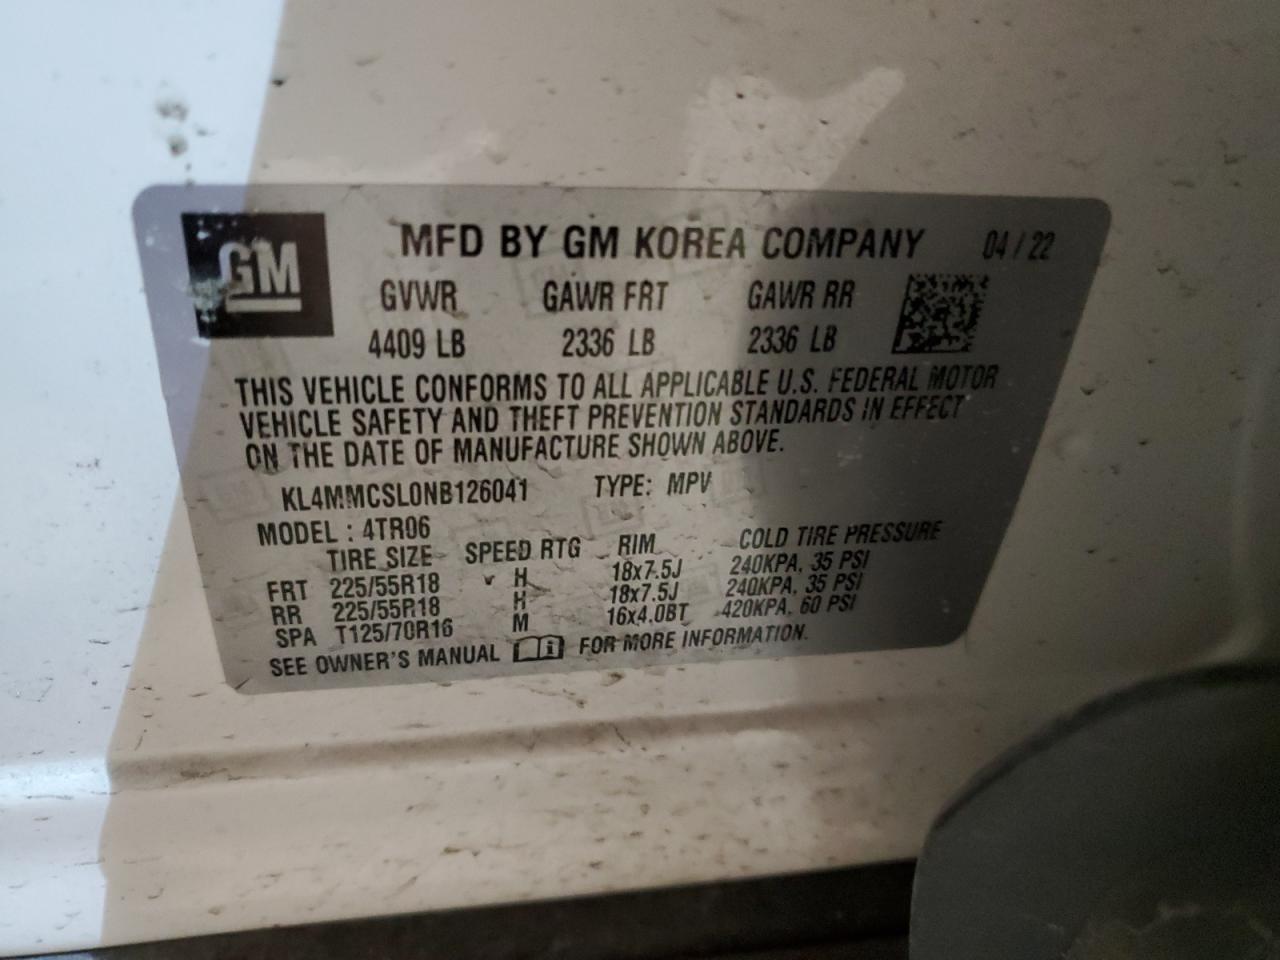 GM
MFD BY GM KOREA COMPANY 04 / 22
GVWR GAWR FRT GAWR RR
4409 LB 2336 LB 2336 LB
THIS VEHICLE CONFORMS TO ALL APPLICABLE U.S. FEDERAL MOTOR
VEHICLE SAFETY AND THEFT PREVENTION STANDARDS IN EFFECT
ON THE DATE OF MANUFACTURE SHOWN ABOVE.
KL4MMCSL0NB126041 TYPE: MPV
MODEL : 4TR06
TIRE SIZE SPEED RTG RIM COLD TIRE PRESSURE
FRT 225/55R18 H 18x7.5J 240KPA, 35 PSI
RR 225/55R18 H 18x7.5J 240KPA, 35 PSI
SPA T125/70R16 M 16x4.0BT 420KPA, 60 PSI
SEE OWNER'S MANUAL i FOR MORE INFORMATION.